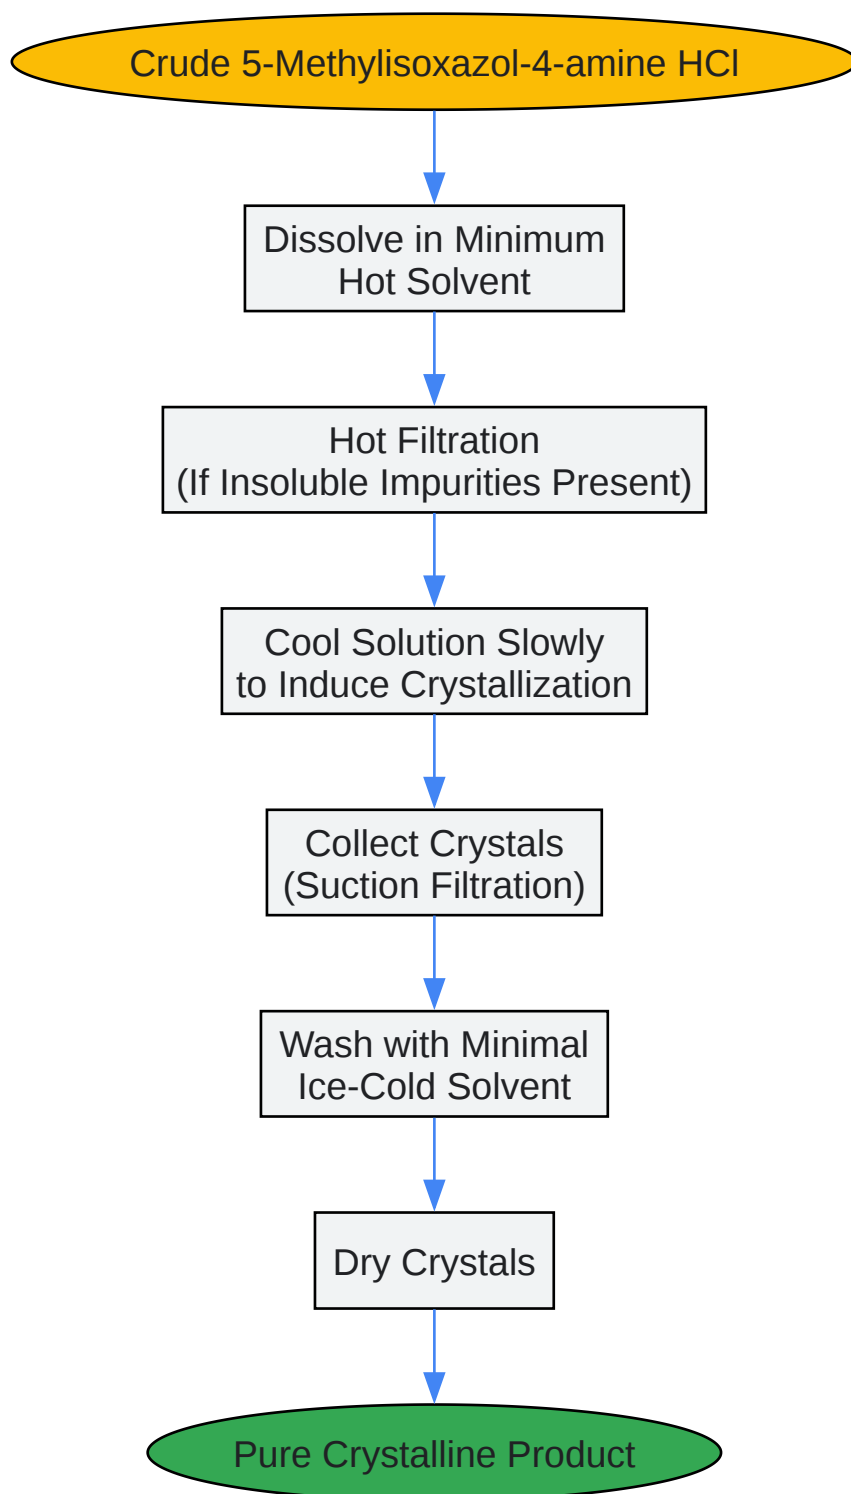 Crude 5-Methylisoxazol-4-amine HCl
Dissolve in Minimum
Hot Solvent
Hot Filtration
(If Insoluble Impurities Present)
Cool Solution Slowly
to Induce Crystallization
Collect Crystals
(Suction Filtration)
Wash with Minimal
Ice-Cold Solvent
Dry Crystals
Pure Crystalline Product